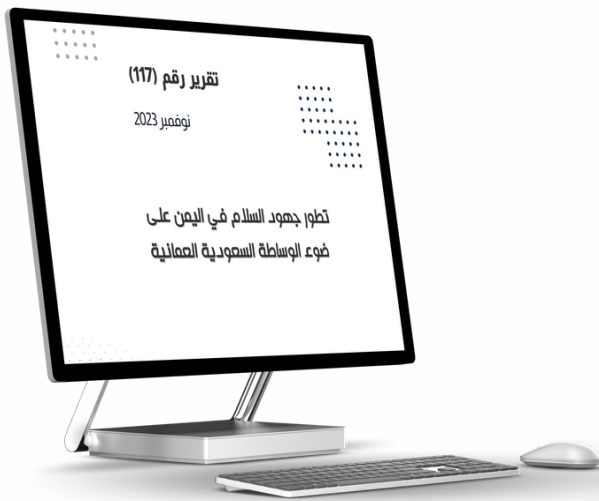 تقرير رقم (117)
نوفمبر 2023
تطور جهود السلام في اليمن على
ضوء الوساطة السعودية العمانية